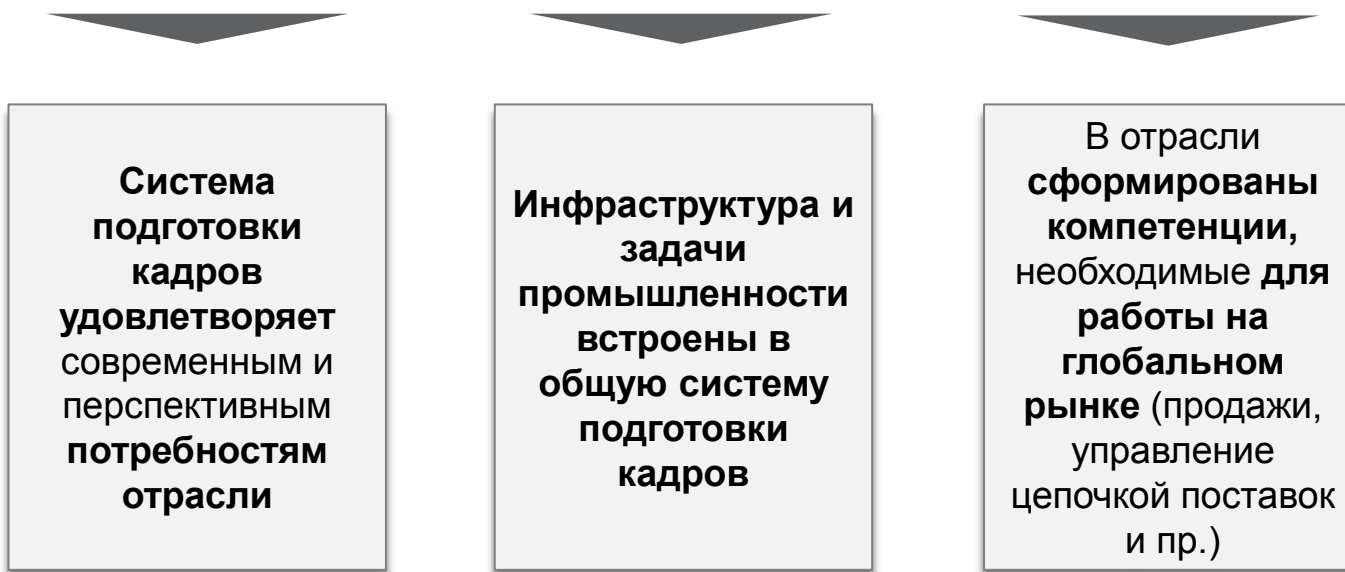 Система
подготовки
кадров
удовлетворяет
современным и
перспективным
потребностям
отрасли
Инфраструктура и
задачи
промышленности
встроены в
общую систему
подготовки
кадров
В отрасли
сформированы
компетенции,
необходимые для
работы на
глобальном
рынке (продажи,
управление
цепочкой поставок
и пр.)